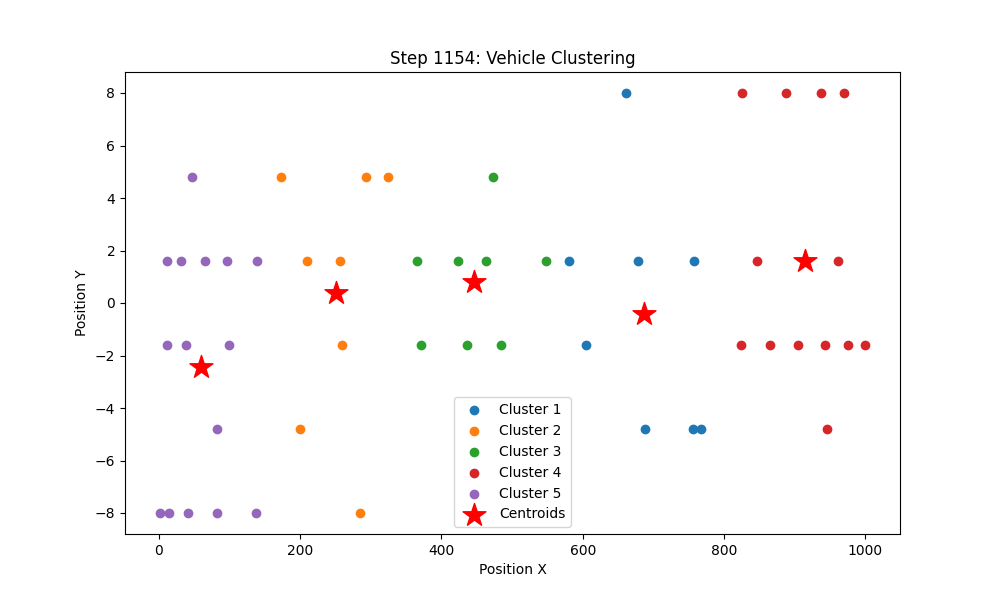 Step 1154: Vehicle Clustering
Position Y
8
6
4
2
0
−2
−4
−6
−8
Cluster 1
Cluster 2
Cluster 3
Cluster 4
Cluster 5
Centroids
0 200 400 600 800 1000
Position X